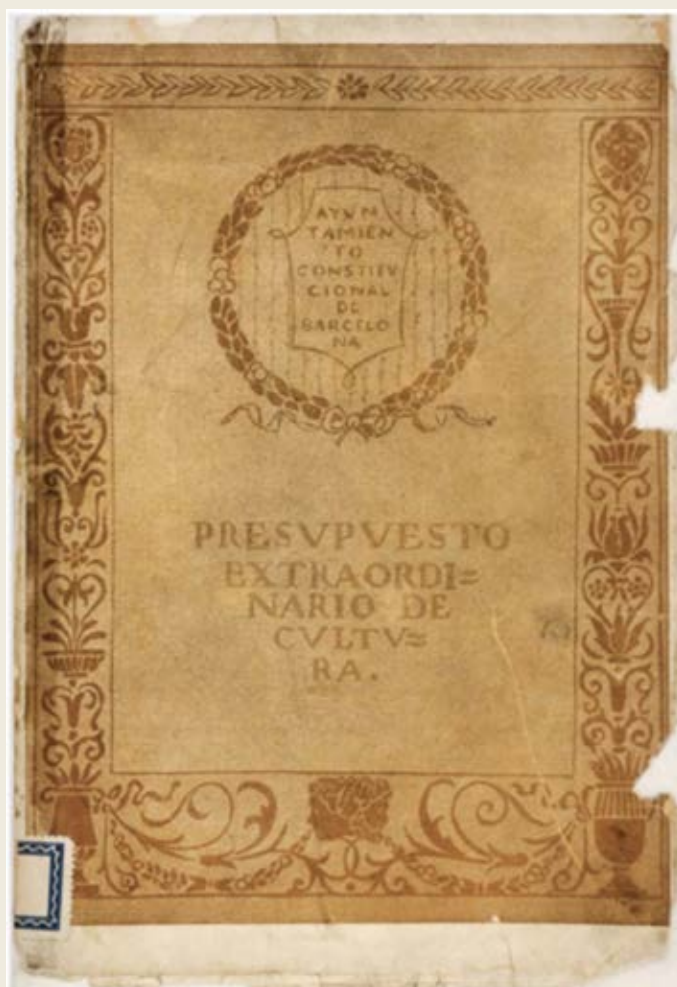 AYVN
TAMIEN
TO
CONSTITV
CIONAL
DE
BARCELO
NA
PRESVPVESTO
EXTRAORDI=
NARIO DE
CVLTV=
RA.